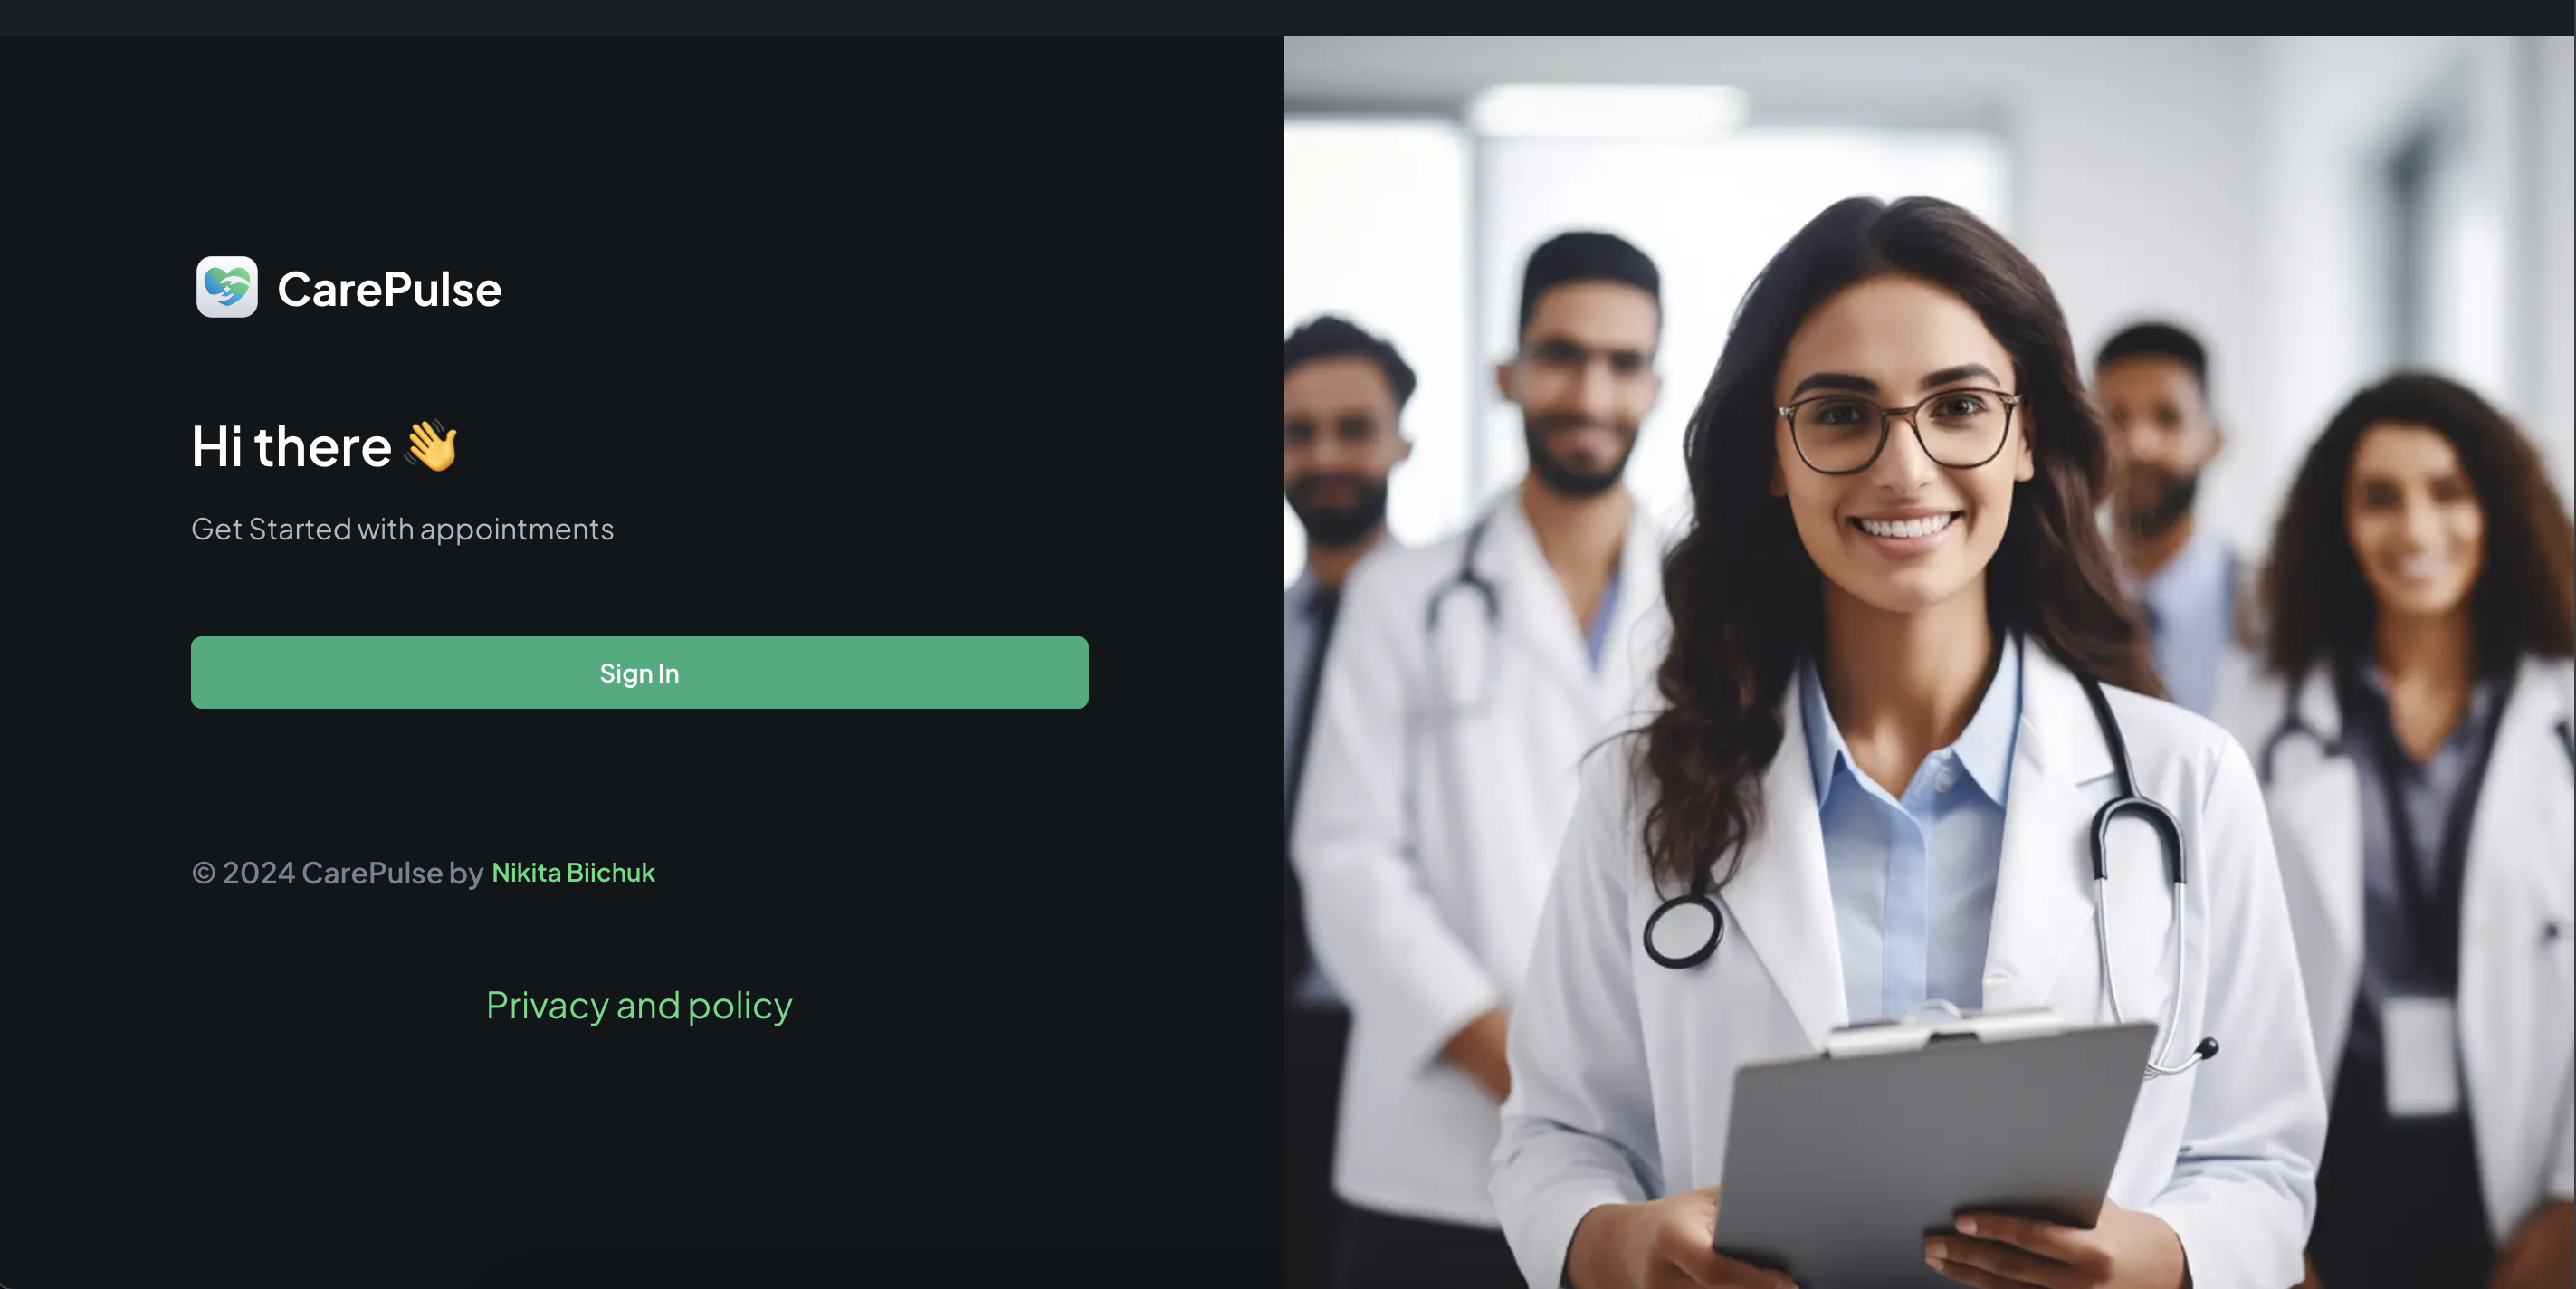 CarePulse
Hi there 👋
Get Started with appointments
Sign In
© 2024 CarePulse by Nikita Biichuk
Privacy and policy